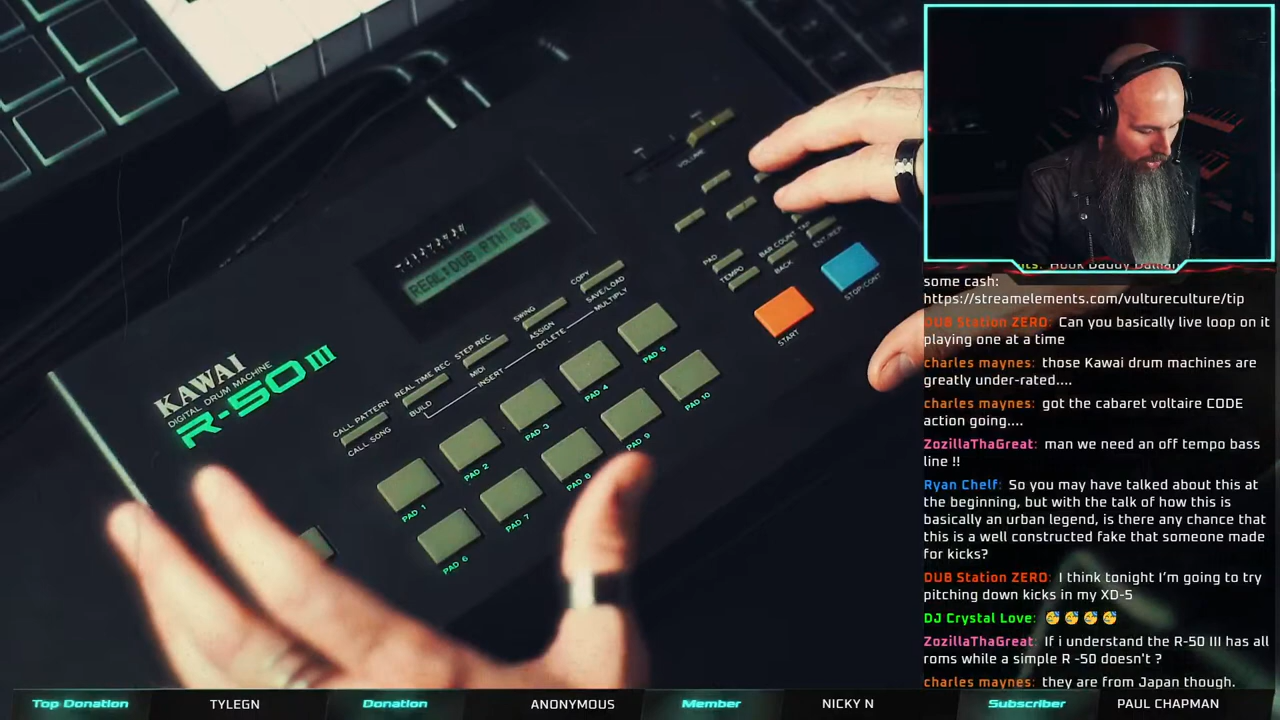 KAWAI
DIGITAL DRUM MACHINE
R-50 III
REAL:DUB PTN 08
VOLUME
CALL PATTERN
CALL SONG
REAL TIME REC
BUILD
STEP REC
MIDI
INSERT
SWING
ASSIGN
DELETE
COPY
SAVE/LOAD
MULTIPLY
PAD
TEMPO
BAR COUNT
BACK
TAP
ENT/REP
START
STOP/CONT
PAD 1
PAD 2
PAD 3
PAD 4
PAD 5
PAD 6
PAD 7
PAD 8
PAD 9
PAD 10
some cash:
https://streamelements.com/vultureculture/tip
DUB Station ZERO: Can you basically live loop on it
playing one at a time
charles maynes: those Kawai drum machines are
greatly under-rated....
charles maynes: got the cabaret voltaire CODE
action going....
ZozillaThaGreat: man we need an off tempo bass
line !!
Ryan Chelf: So you may have talked about this at
the beginning, but with the talk of how this is
basically an urban legend, is there any chance that
this is a well constructed fake that someone made
for kicks?
DUB Station ZERO: I think tonight I'm going to try
pitching down kicks in my XD-5
DJ Crystal Love: 🥳 🥳 🥳 🥳
ZozillaThaGreat: If i understand the R-50 III has all
roms while a simple R -50 doesn't ?
charles maynes: they are from Japan though.
Top Donation TYLEGN Donation ANONYMOUS Member NICKY N Subscriber PAUL CHAPMAN